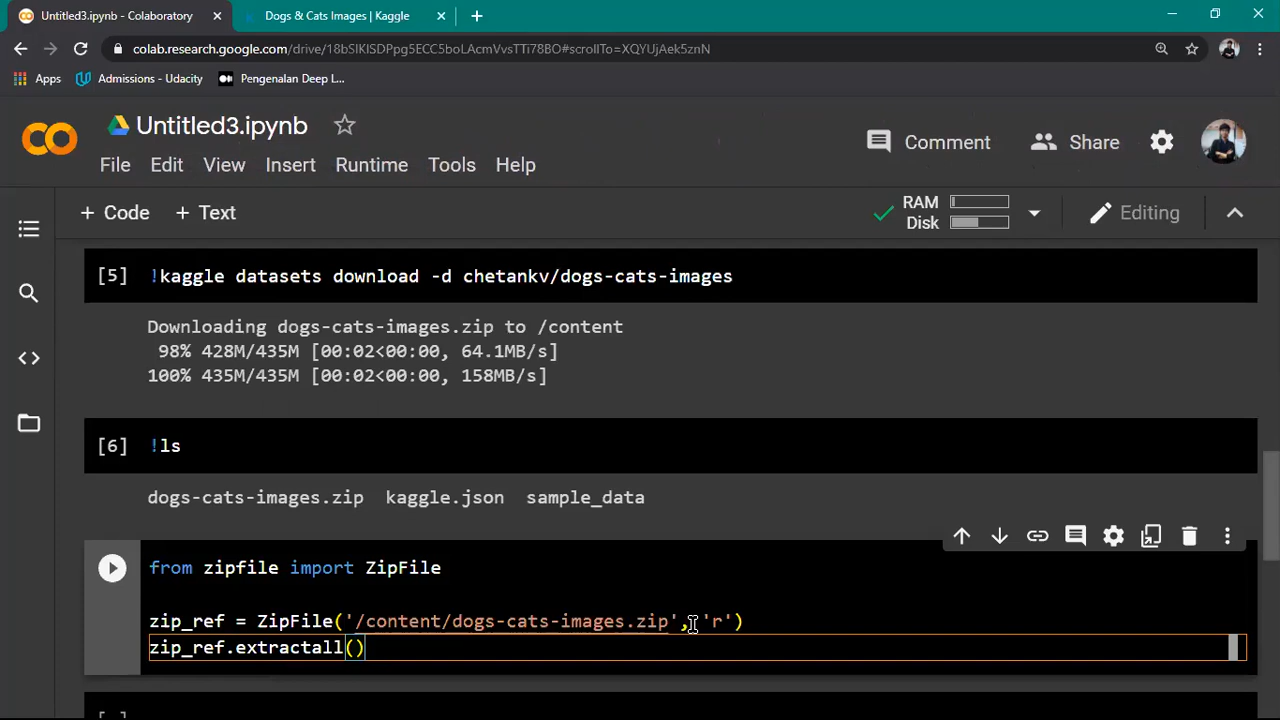 Untitled3.ipynb - Colaboratory
Dogs & Cats Images | Kaggle
colab.research.google.com/drive/18bSlKlSDPpg5ECC5boLAcmVvsTTi78BO#scrollTo=XQYUjAek5znN
Apps Admissions - Udacity Pengenalan Deep L...
Untitled3.ipynb
File Edit View Insert Runtime Tools Help
Comment Share
+ Code + Text
RAM
Disk
Editing
[5] !kaggle datasets download -d chetankv/dogs-cats-images
Downloading dogs-cats-images.zip to /content
98% 428M/435M [00:02<00:00, 64.1MB/s]
100% 435M/435M [00:02<00:00, 158MB/s]
[6] !ls
dogs-cats-images.zip kaggle.json sample_data
from zipfile import ZipFile
zip_ref = ZipFile('/content/dogs-cats-images.zip', 'r')
zip_ref.extractall()